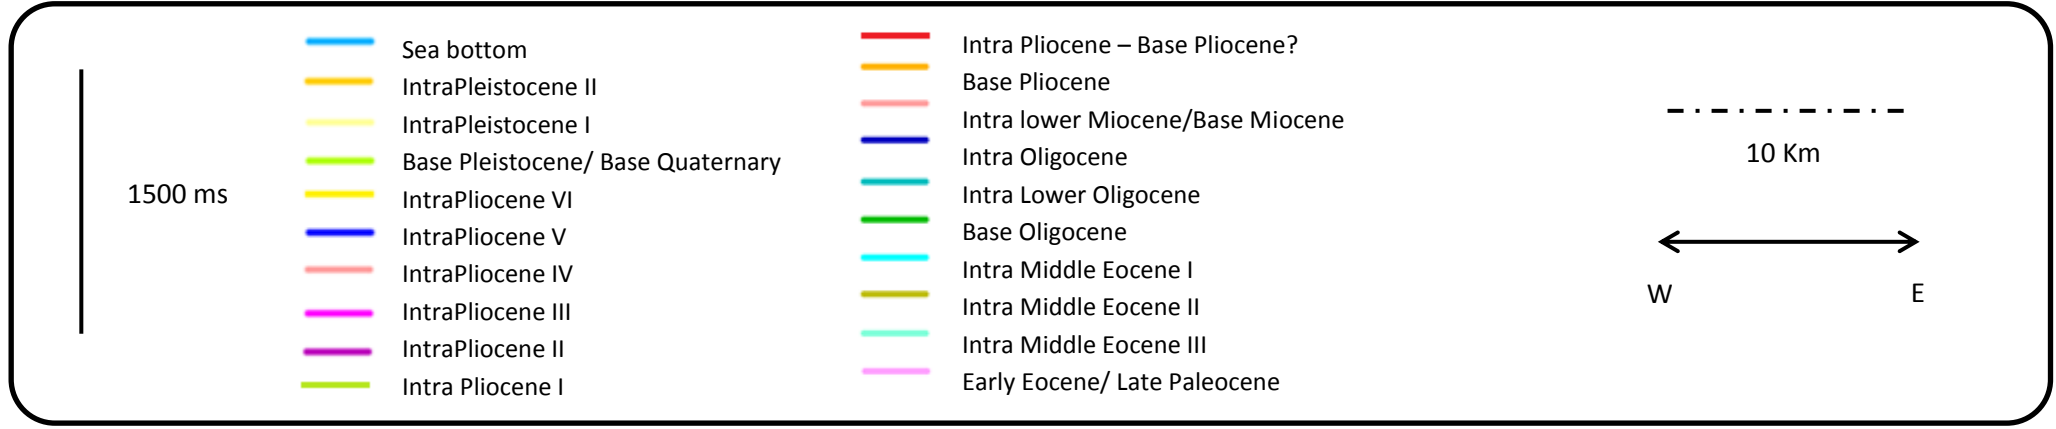 1500 ms
Sea bottom
IntraPleistocene II
IntraPleistocene I
Base Pleistocene/ Base Quaternary
IntraPliocene VI
IntraPliocene V
IntraPliocene IV
IntraPliocene III
IntraPliocene II
Intra Pliocene I
Intra Pliocene – Base Pliocene?
Base Pliocene
Intra lower Miocene/Base Miocene
Intra Oligocene
Intra Lower Oligocene
Base Oligocene
Intra Middle Eocene I
Intra Middle Eocene II
Intra Middle Eocene III
Early Eocene/ Late Paleocene
10 Km
W E